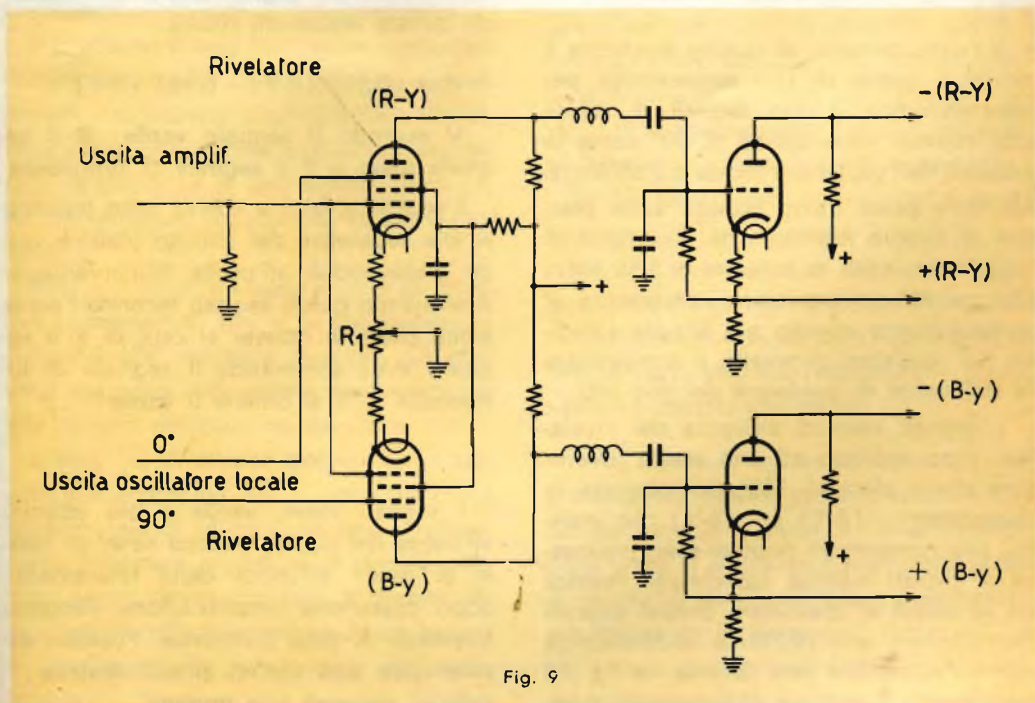 Rivelatore
(R-Y)
-(R-Y)
Uscita amplif.
+
+(R-Y)
+
R1
-(B-y)
0°
Uscita oscillatore locale
90°
Rivelatore
+
(B-y)
+(B-y)
Fig. 9